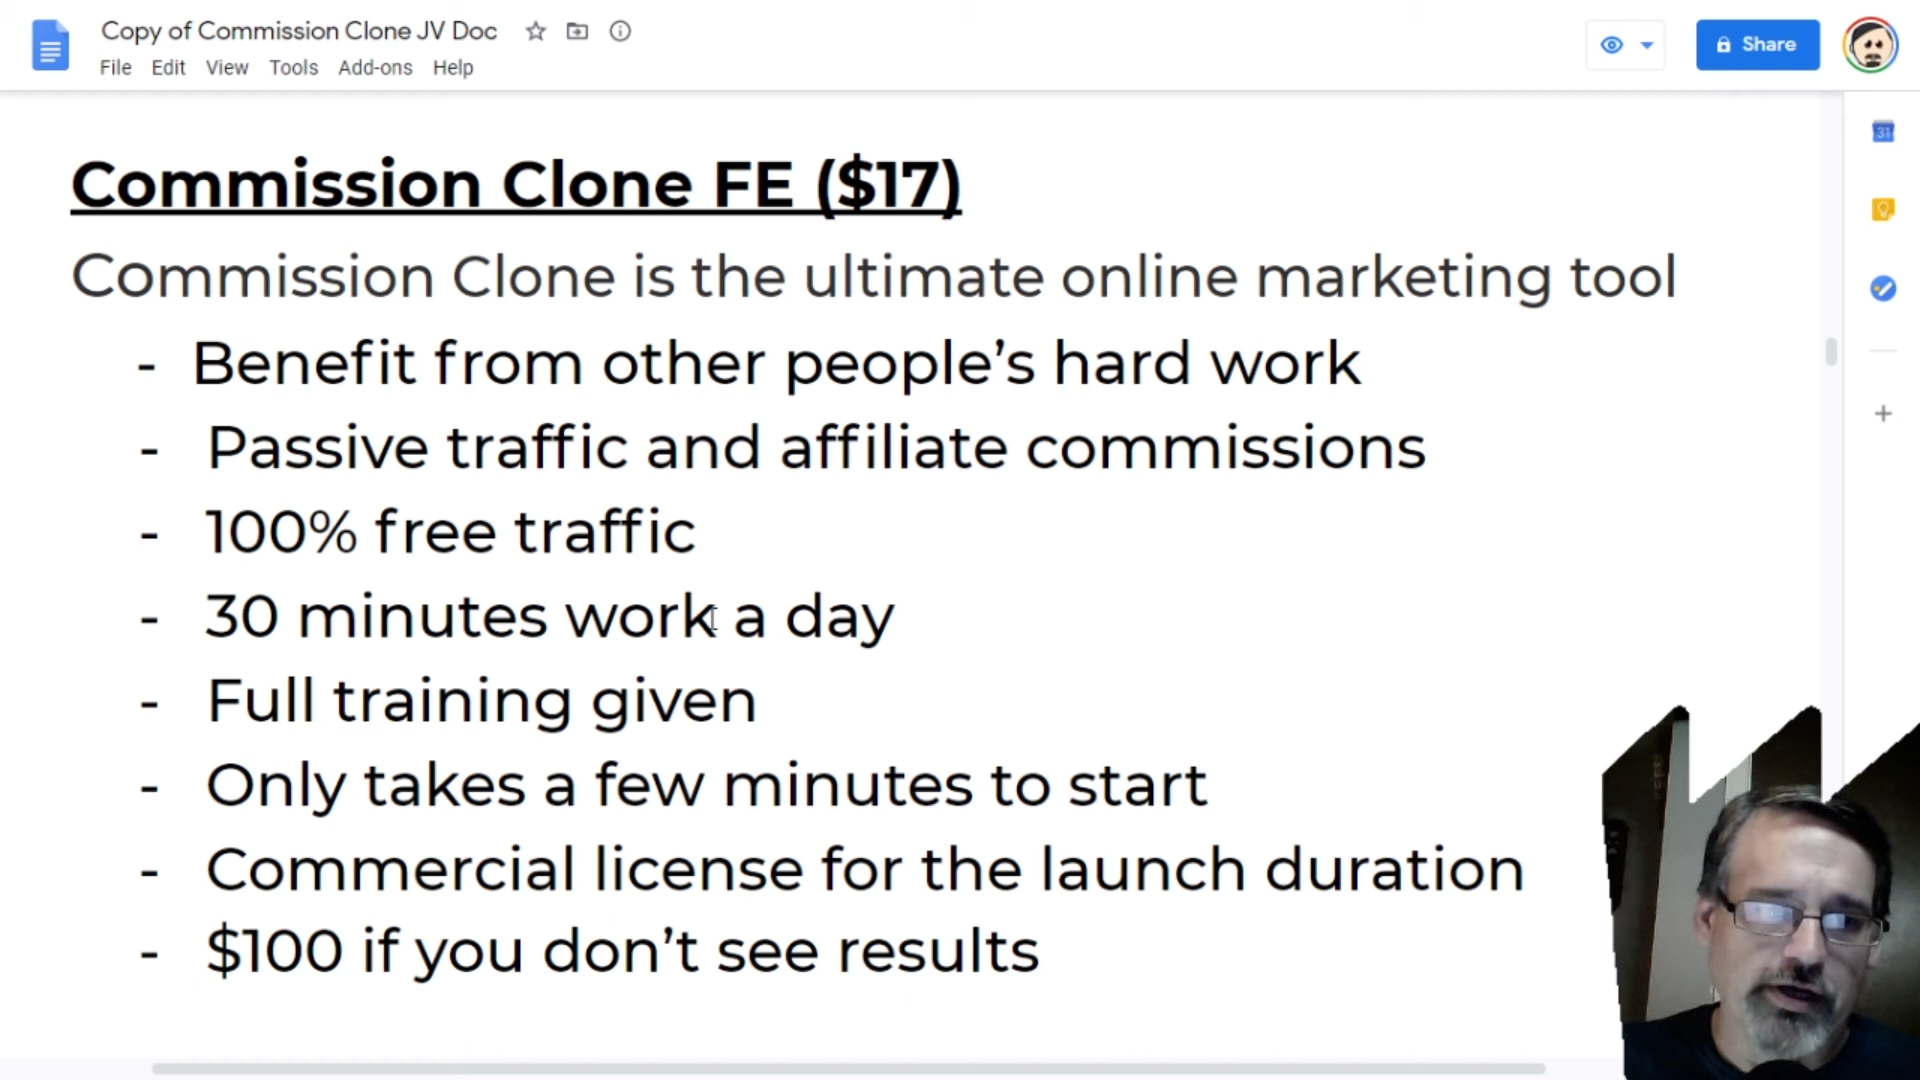 Copy of Commission Clone JV Doc
File Edit View Tools Add-ons Help
Share
31
Commission Clone FE ($17)
Commission Clone is the ultimate online marketing tool
- Benefit from other people’s hard work
- Passive traffic and affiliate commissions
- 100% free traffic
- 30 minutes work a day
- Full training given
- Only takes a few minutes to start
- Commercial license for the launch duration
- $100 if you don’t see results